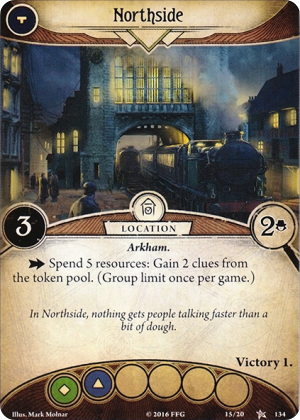 Northside
3
LOCATION
2
Arkham.
Spend 5 resources: Gain 2 clues from
the token pool. (Group limit once per game.)
In Northside, nothing gets people talking faster than a
bit of dough.
Victory 1.
Illus. Mark Molnar
© 2016 FFG
15/20
134